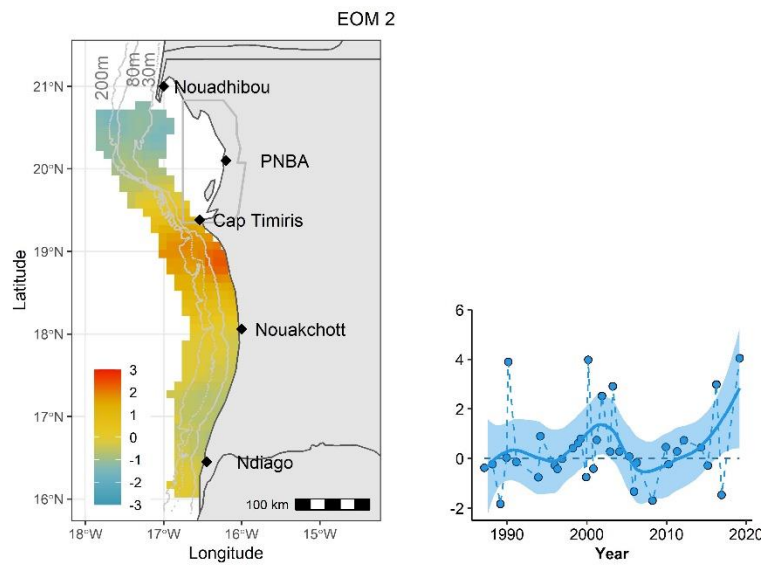 EOM 2
200m
80m
30m
21°N
20°N
19°N
18°N
17°N
16°N
Latitude
Nouadhibou
PNBA
Cap Timiris
Nouakchott
Ndiago
3
2
1
0
-1
-2
-3
100 km
18°W
17°W
16°W
15°W
Longitude
6
4
2
0
-2
1990
2000
2010
2020
Year